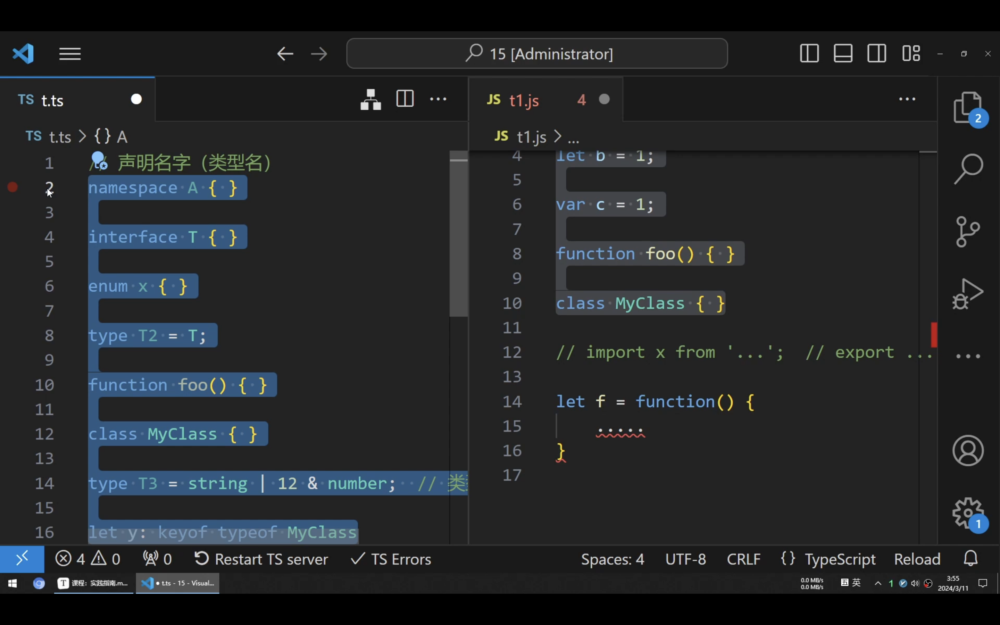 15 [Administrator]
TS t.ts
JS t1.js 4
2
TS t.ts > {} A
JS t1.js > ...
1 // 声明名字（类型名）
2 namespace A { }
3
4 interface T { }
5
6 enum x { }
7
8 type T2 = T;
9
10 function foo() { }
11
12 class MyClass { }
13
14 type T3 = string | 12 & number; // 类
15
16 let y: keyof typeof MyClass
4 let b = 1;
5
6 var c = 1;
7
8 function foo() { }
9
10 class MyClass { }
11
12 // import x from '...'; // export ...
13
14 let f = function() {
15 .....
16 }
17
1
4 0 0 Restart TS server TS Errors Spaces: 4 UTF-8 CRLF {} TypeScript Reload
T 课程：实践指南.m... • t.ts - 15 - Visual... 0.0 MB/s 五 英 1 3:55
0.0 MB/s 2024/3/11